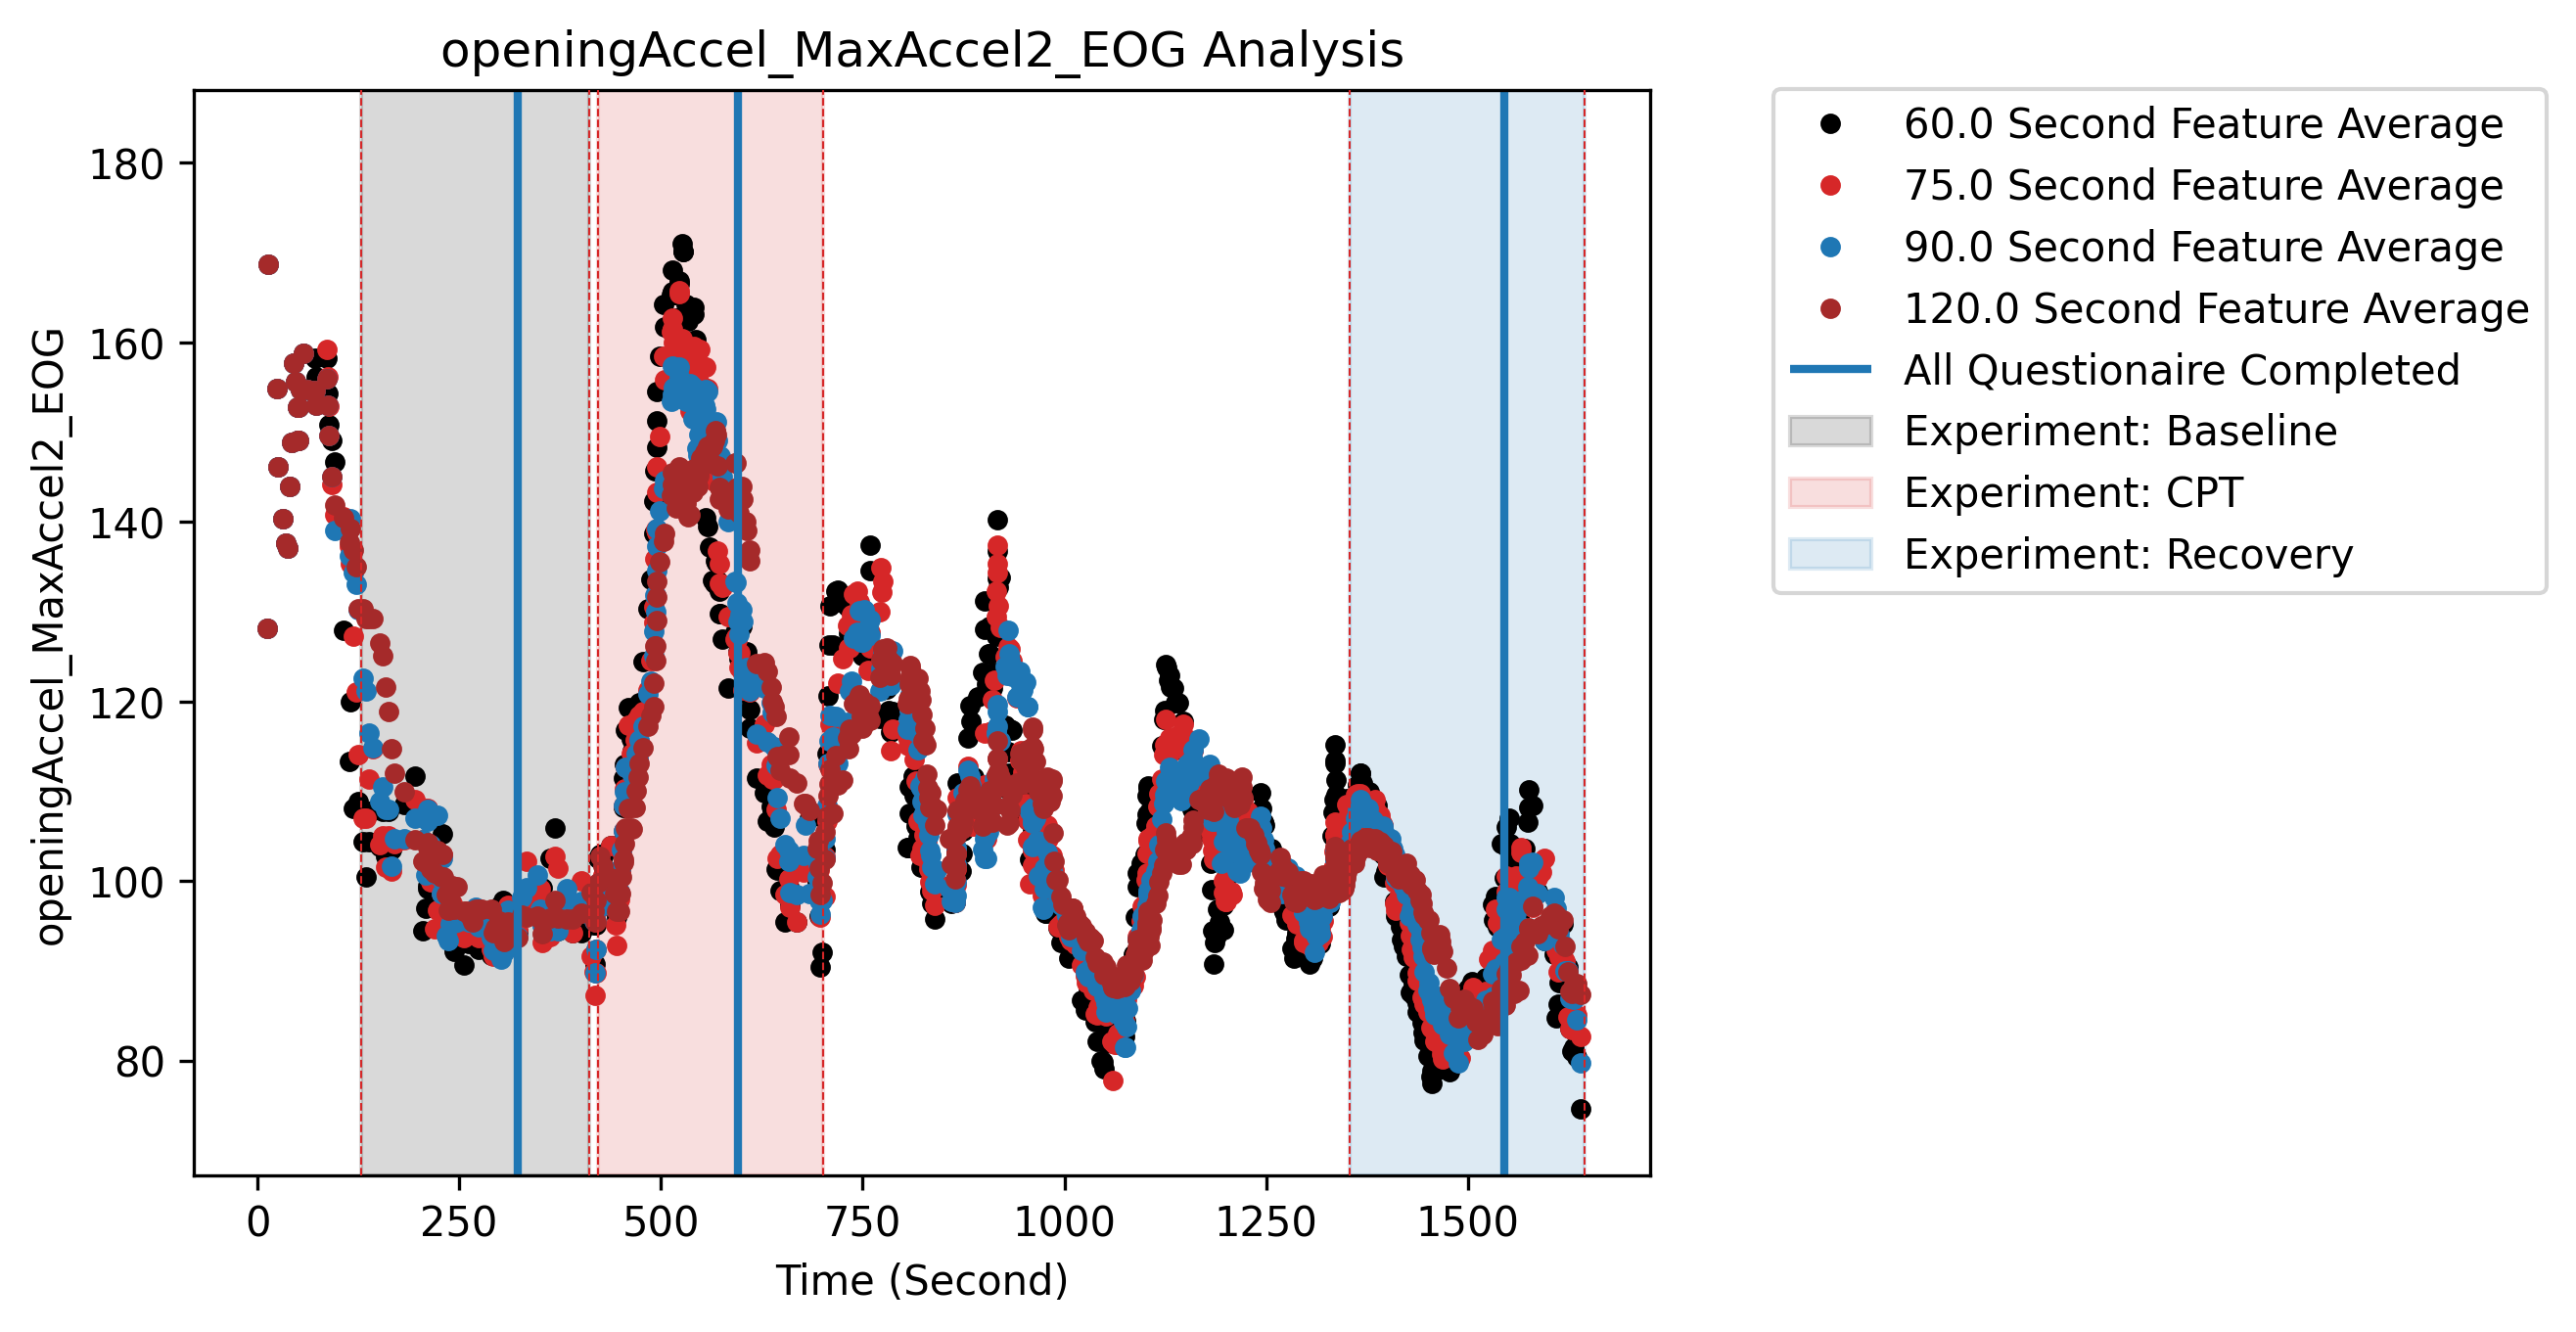 openingAccel_MaxAccel2_EOG Analysis
openingAccel_MaxAccel2_EOG
180
160
140
120
100
80
0 250 500 750 1000 1250 1500
Time (Second)
60.0 Second Feature Average
75.0 Second Feature Average
90.0 Second Feature Average
120.0 Second Feature Average
All Questionaire Completed
Experiment: Baseline
Experiment: CPT
Experiment: Recovery